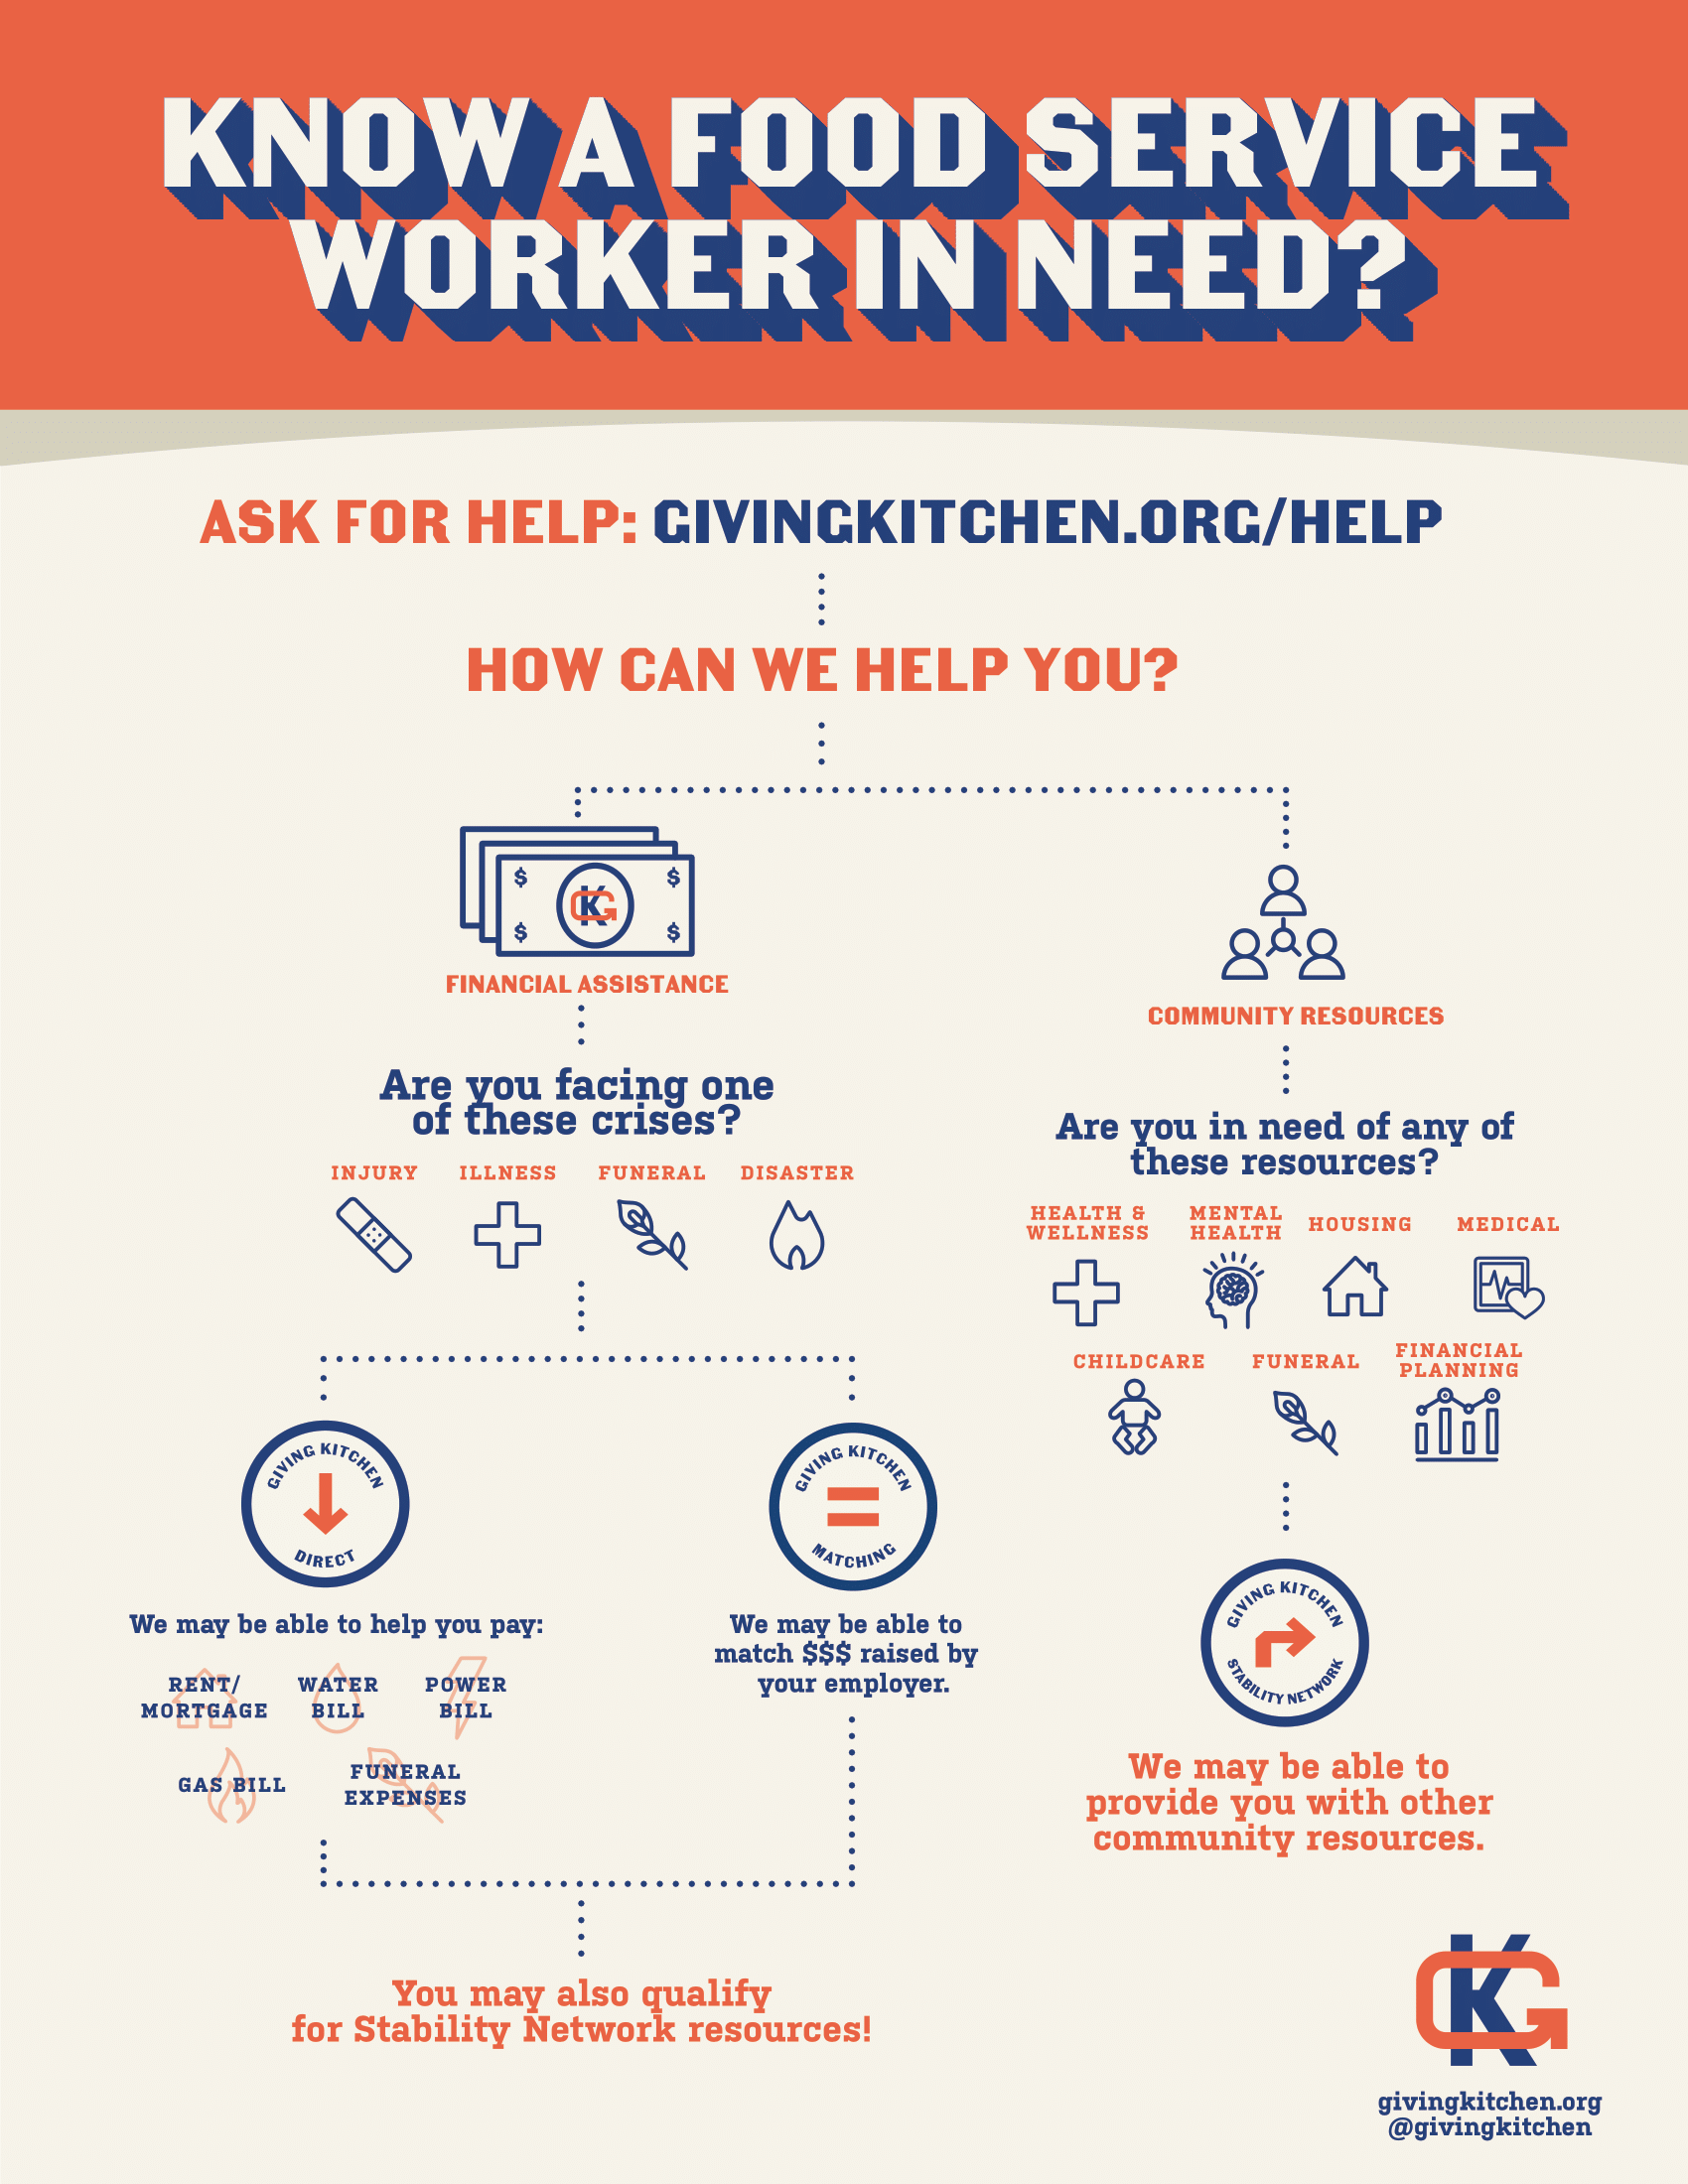 KNOW A FOOD SERVICE
WORKER IN NEED?
ASK FOR HELP: GIVINGKITCHEN.ORG/HELP
HOW CAN WE HELP YOU?
$ $
GK
$ $
FINANCIAL ASSISTANCE
Are you facing one
of these crises?
INJURY ILLNESS FUNERAL DISASTER
GIVING KITCHEN
DIRECT
We may be able to help you pay:
RENT/
MORTGAGE
WATER
BILL
POWER
BILL
GAS BILL
FUNERAL
EXPENSES
GIVING KITCHEN
MATCHING
We may be able to
match $$$ raised by
your employer.
You may also qualify
for Stability Network resources!
COMMUNITY RESOURCES
Are you in need of any of
these resources?
HEALTH &
WELLNESS
MENTAL
HEALTH
HOUSING
MEDICAL
CHILDCARE
FUNERAL
FINANCIAL
PLANNING
GIVING KITCHEN
STABILITY NETWORK
We may be able to
provide you with other
community resources.
GK
givingkitchen.org
@givingkitchen